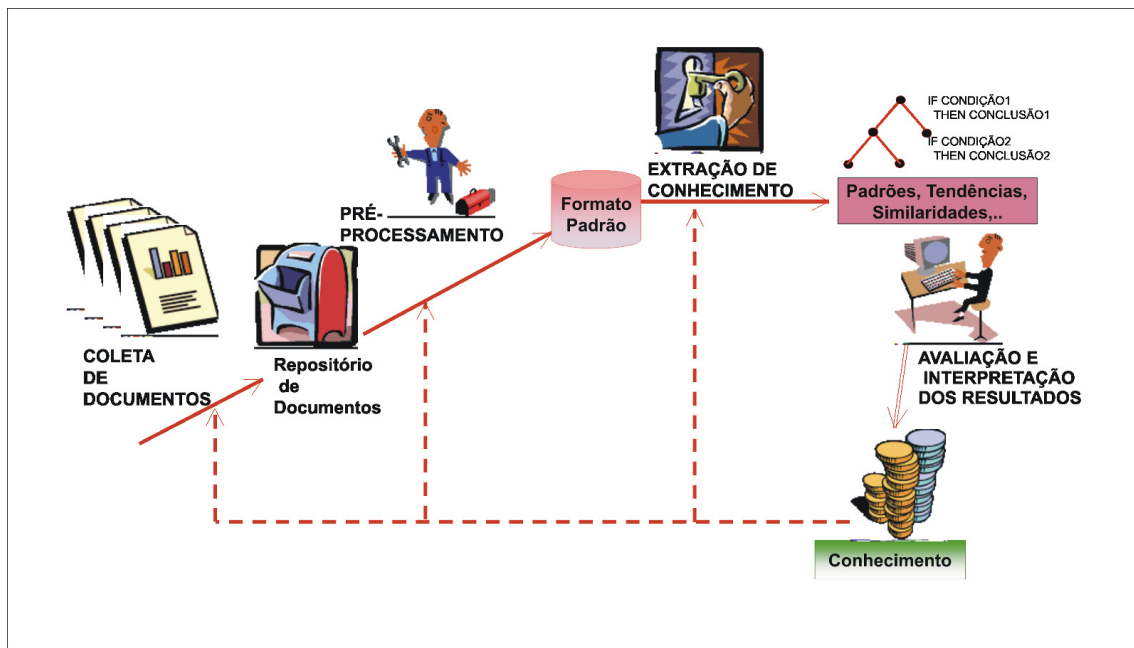 COLETA
DE
DOCUMENTOS
Repositório
de
Documentos
PRÉ-
PROCESSAMENTO
Formato
Padrão
EXTRAÇÃO DE
CONHECIMENTO
IF CONDIÇÃO1
THEN CONCLUSÃO1
IF CONDIÇÃO2
THEN CONCLUSÃO2
Padrões, Tendências,
Similaridades,..
AVALIAÇÃO E
INTERPRETAÇÃO
DOS RESULTADOS
Conhecimento